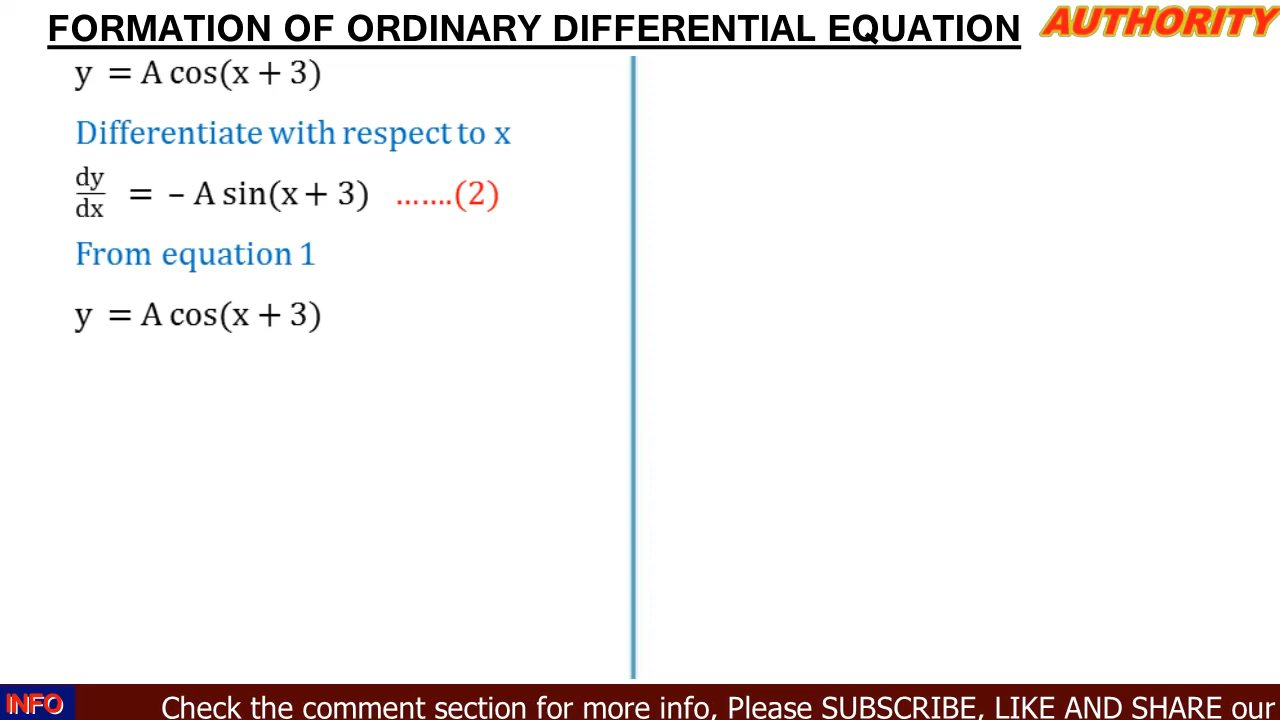 FORMATION OF ORDINARY DIFFERENTIAL EQUATION
AUTHORITY
y = A cos(x + 3)
Differentiate with respect to x
dy/dx = – A sin(x + 3) .......(2)
From equation 1
y = A cos(x + 3)
INFO
Check the comment section for more info, Please SUBSCRIBE, LIKE AND SHARE our